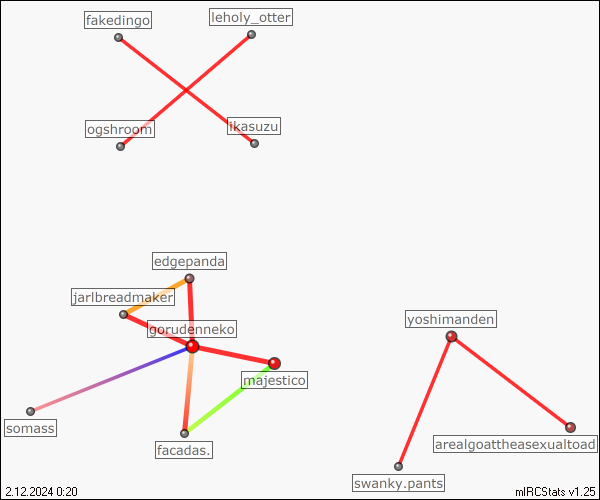 fakedingo
leholy_otter
ogshroom
ikasuzu
edgepanda
jarlbreadmaker
gorudenneko
yoshimanden
majestico
somass
facadas.
arealgoattheasexualtoad
swanky.pants
2.12.2024 0:20
mIRCStats v1.25